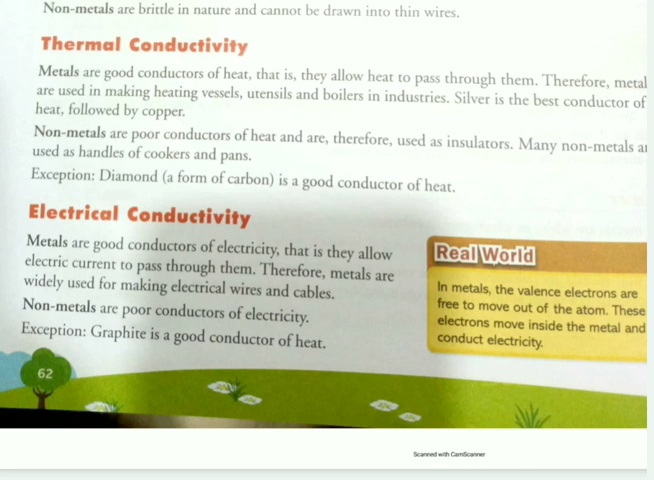 Non-metals are brittle in nature and cannot be drawn into thin wires.
Thermal Conductivity
Metals are good conductors of heat, that is, they allow heat to pass through them. Therefore, metal
are used in making heating vessels, utensils and boilers in industries. Silver is the best conductor of
heat, followed by copper.
Non-metals are poor conductors of heat and are, therefore, used as insulators. Many non-metals
used as handles of cookers and pans.
Exception: Diamond (a form of carbon) is a good conductor of heat.
Electrical Conductivity
Metals are good conductors of electricity, that is they allow
electric current to pass through them. Therefore, metals are
widely used for making electrical wires and cables.
Non-metals are poor conductors of electricity.
Exception: Graphite is a good conductor of heat.
Real World
In metals, the valence electrons are
free to move out of the atom. These
electrons move inside the metal and
conduct electricity.
62
Scanned with CamScanner